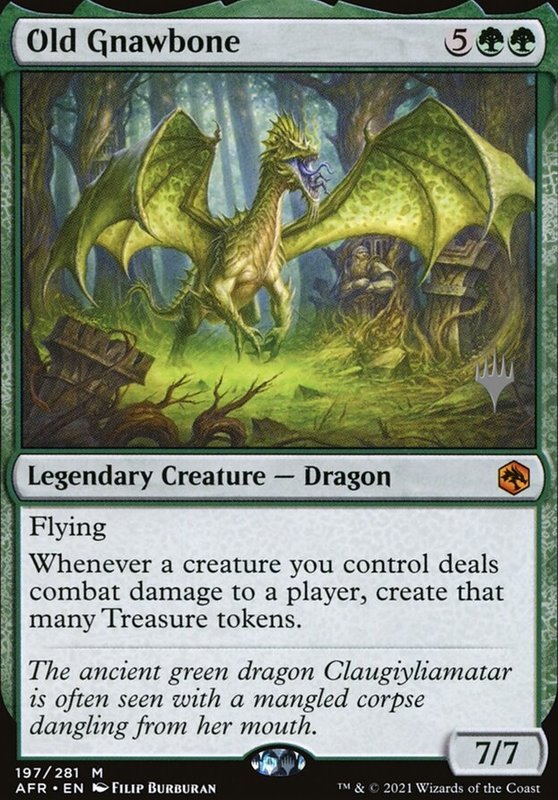 Old Gnawbone 5
Legendary Creature — Dragon
Flying
Whenever a creature you control deals
combat damage to a player, create that
many Treasure tokens.
The ancient green dragon Claugiyliamatar
is often seen with a mangled corpse
dangling from her mouth.
7/7
197/281 M
AFR • EN Filip Burburan
™ & © 2021 Wizards of the Coast